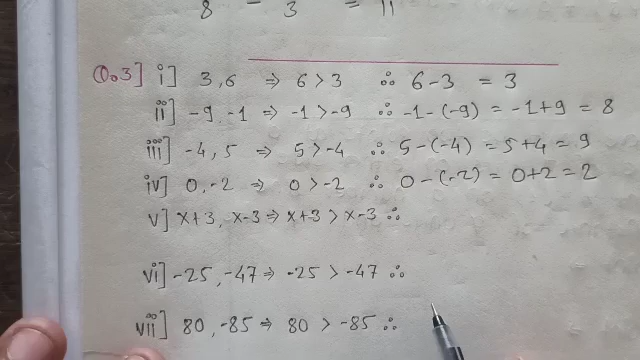 8 - 3 = 11
Q.3] i] 3,6 ⇒ 6 > 3 ∴ 6-3 = 3
ii] -9, -1 ⇒ -1 > -9 ∴ -1-(-9) = -1+9 = 8
iii] -4, 5 ⇒ 5 > -4 ∴ 5-(-4) = 5+4 = 9
iv] 0, -2 ⇒ 0 > -2 ∴ 0-(-2) = 0+2 = 2
v] x+3, x-3 ⇒ x+3 > x-3 ∴
vi] -25, -47 ⇒ -25 > -47 ∴
vii] 80, -85 ⇒ 80 > -85 ∴